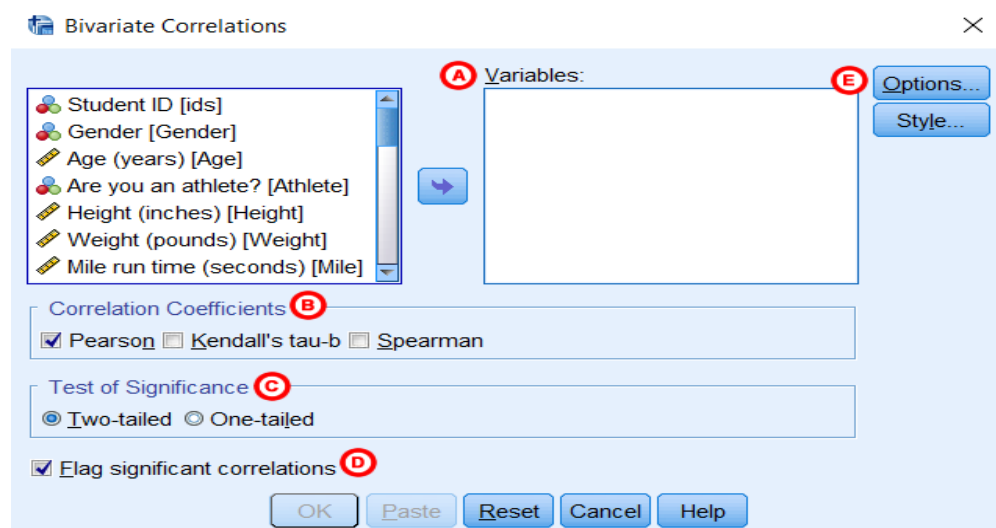 Bivariate Correlations
A Variables:
E Options...
Style...
Student ID [ids]
Gender [Gender]
Age (years) [Age]
Are you an athlete? [Athlete]
Height (inches) [Height]
Weight (pounds) [Weight]
Mile run time (seconds) [Mile]
Correlation Coefficients B
Pearson Kendall's tau-b Spearman
Test of Significance C
Two-tailed One-tailed
Flag significant correlations D
OK Paste Reset Cancel Help